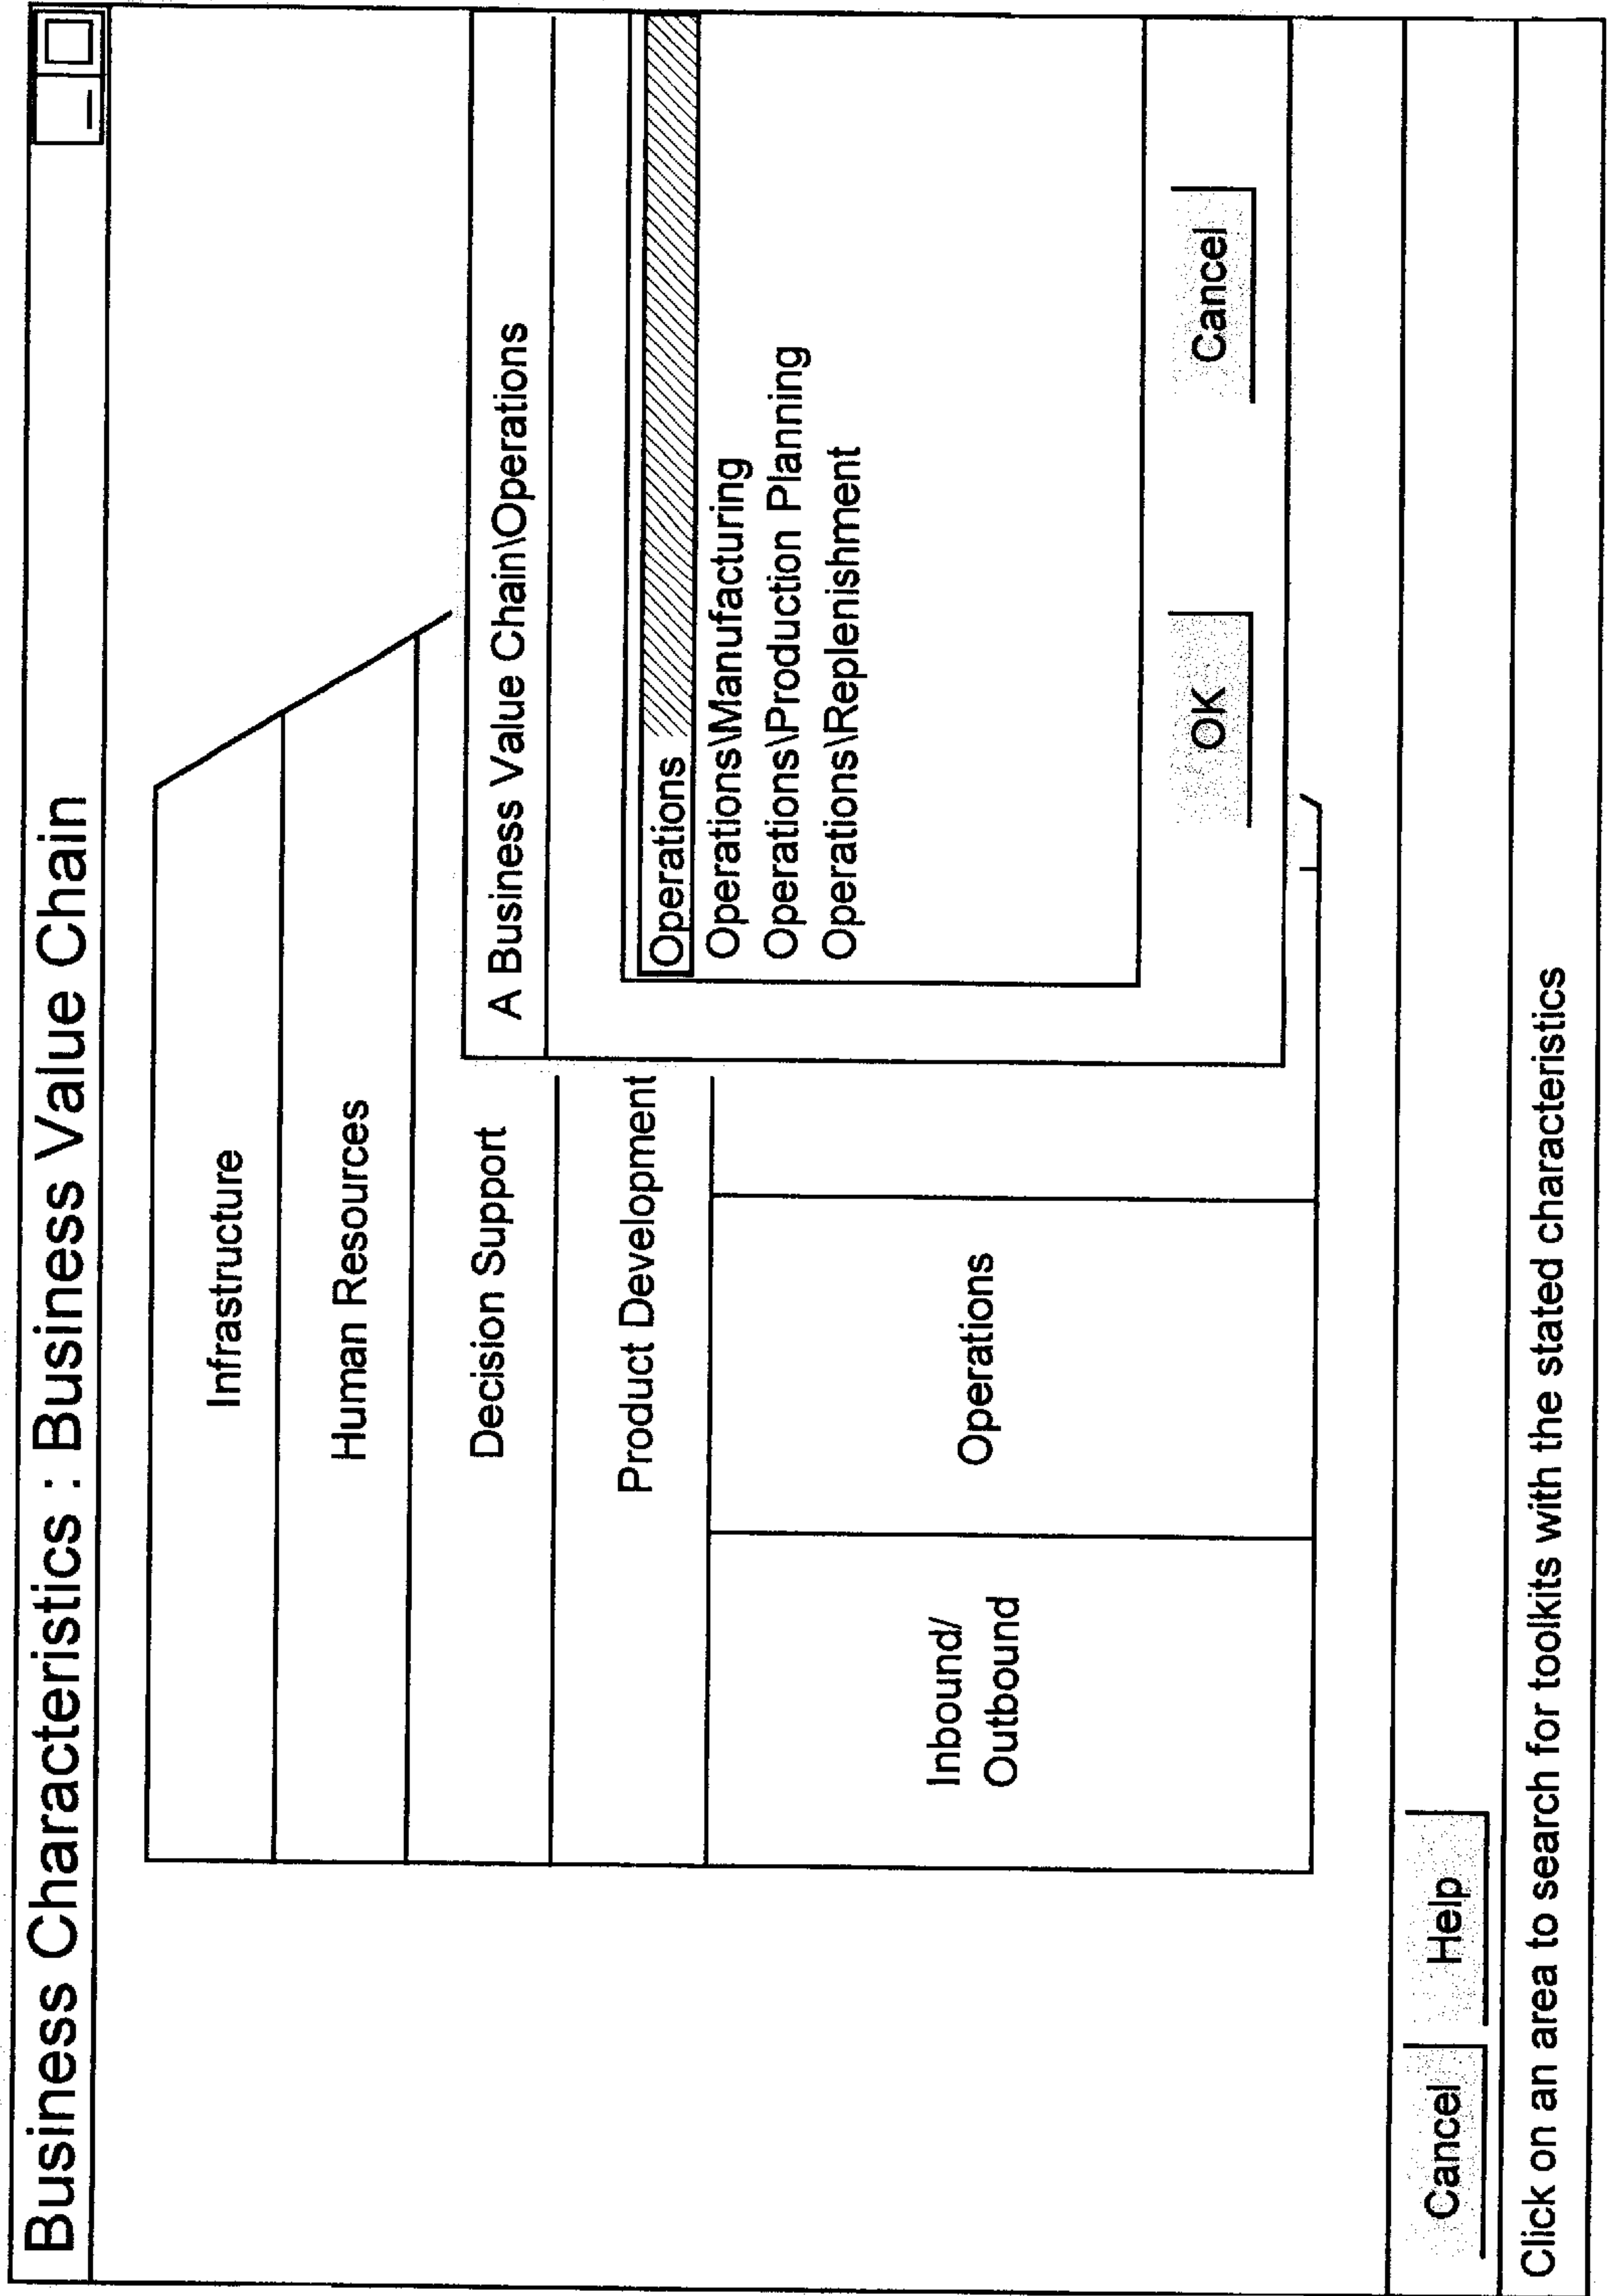 Business Characteristics : Business Value Chain
Infrastructure
Human Resources
Decision Support
Product Development
Inbound/
Outbound
Operations
A Business Value Chain\Operations
Operations
Operations\Manufacturing
Operations\Production Planning
Operations\Replenishment
OK
Cancel
Cancel
Help
Click on an area to search for toolkits with the stated characteristics